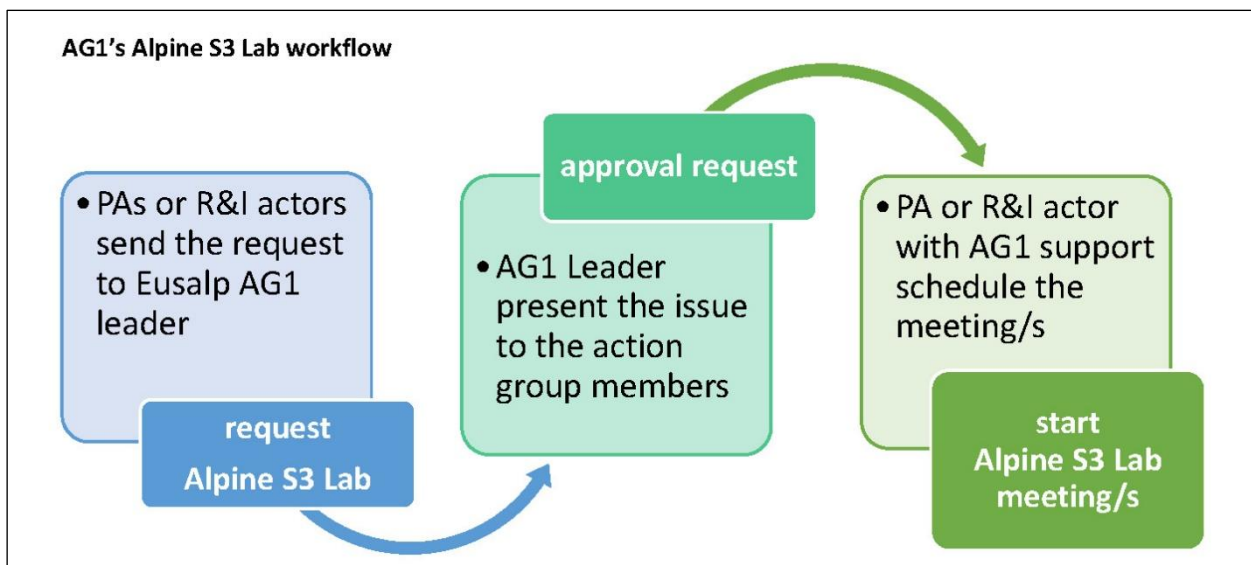 AG1's Alpine S3 Lab workflow
• PAs or R&I actors
send the request
to Eusalp AG1
leader
request
Alpine S3 Lab
approval request
• AG1 Leader
present the issue
to the action
group members
• PA or R&I actor
with AG1 support
schedule the
meeting/s
start
Alpine S3 Lab
meeting/s